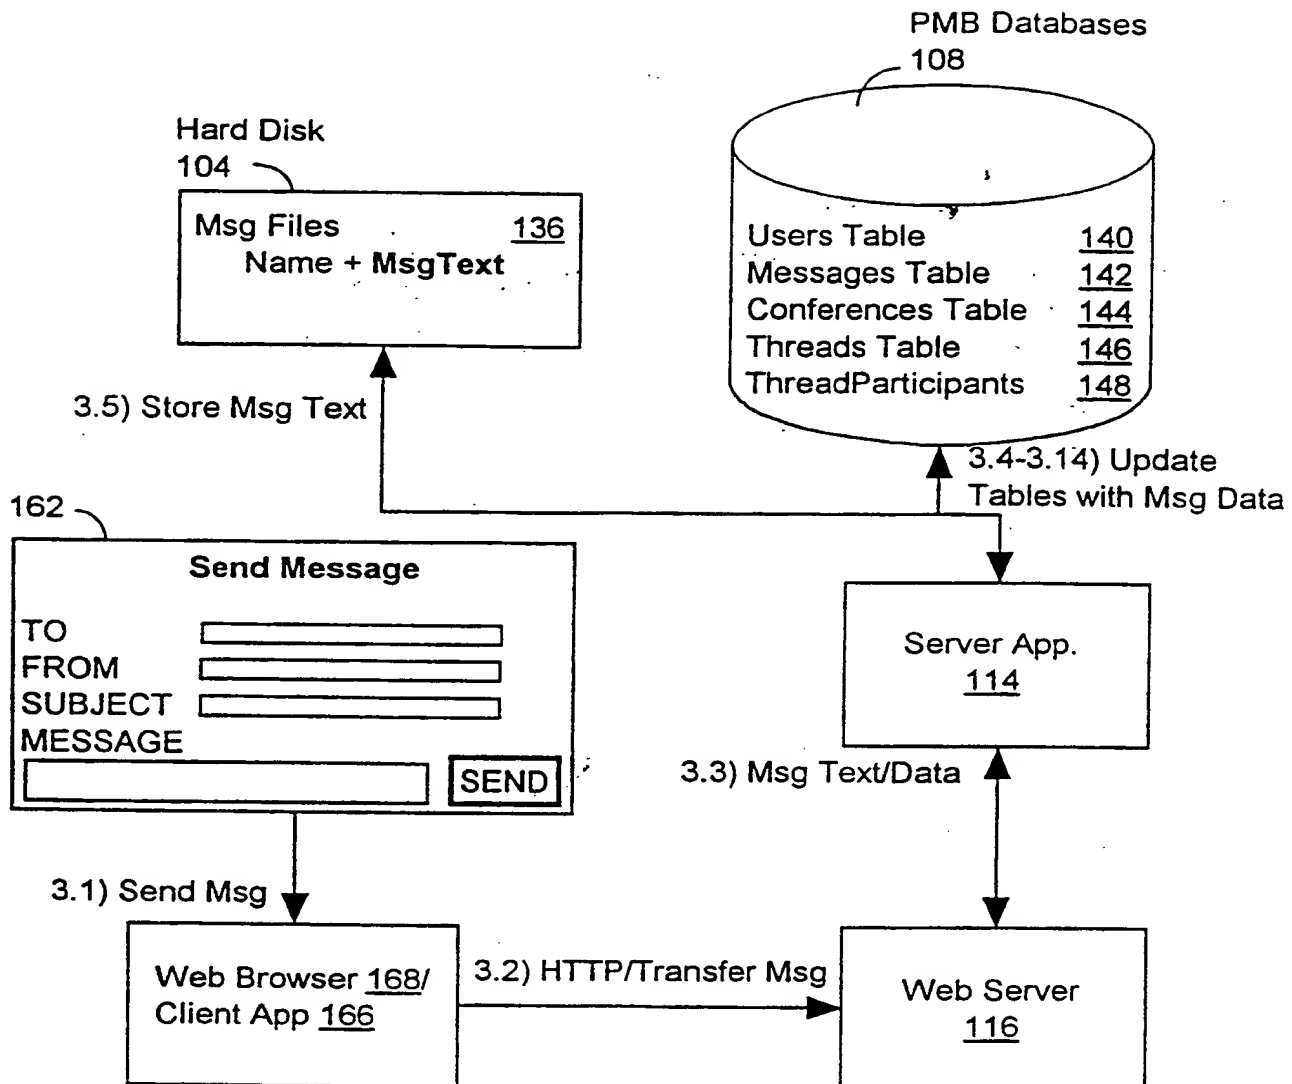 PMB Databases
108
Hard Disk
104
Msg Files 136
Name + MsgText
Users Table 140
Messages Table 142
Conferences Table 144
Threads Table 146
ThreadParticipants 148
3.5) Store Msg Text
3.4-3.14) Update
Tables with Msg Data
162
Send Message
TO
FROM
SUBJECT
MESSAGE
SEND
Server App.
114
3.3) Msg Text/Data
3.1) Send Msg
Web Browser 168/
Client App 166
3.2) HTTP/Transfer Msg
Web Server
116